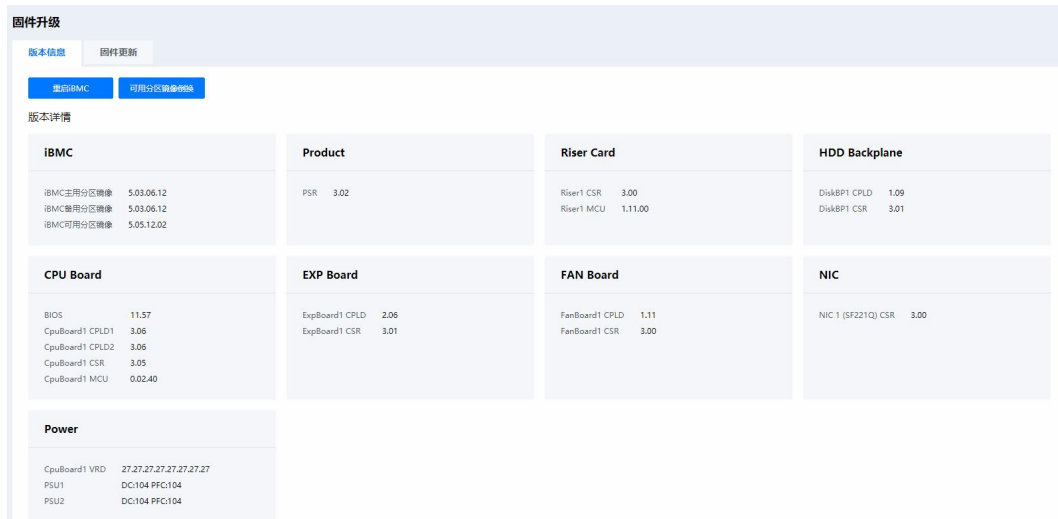 固件升级
版本信息 固件更新
重启iBMC 可用分区镜像倒换
版本详情
iBMC
iBMC主用分区镜像 5.03.06.12
iBMC备用分区镜像 5.03.06.12
iBMC可用分区镜像 5.05.12.02
Product
PSR 3.02
Riser Card
Riser1 CSR 3.00
Riser1 MCU 1.11.00
HDD Backplane
DiskBP1 CPLD 1.09
DiskBP1 CSR 3.01
CPU Board
BIOS 11.57
CpuBoard1 CPLD1 3.06
CpuBoard1 CPLD2 3.06
CpuBoard1 CSR 3.05
CpuBoard1 MCU 0.02.40
EXP Board
ExpBoard1 CPLD 2.06
ExpBoard1 CSR 3.01
FAN Board
FanBoard1 CPLD 1.11
FanBoard1 CSR 3.00
NIC
NIC 1 (SF221Q) CSR 3.00
Power
CpuBoard1 VRD 27.27.27.27.27.27.27.27
PSU1 DC:104 PFC:104
PSU2 DC:104 PFC:104